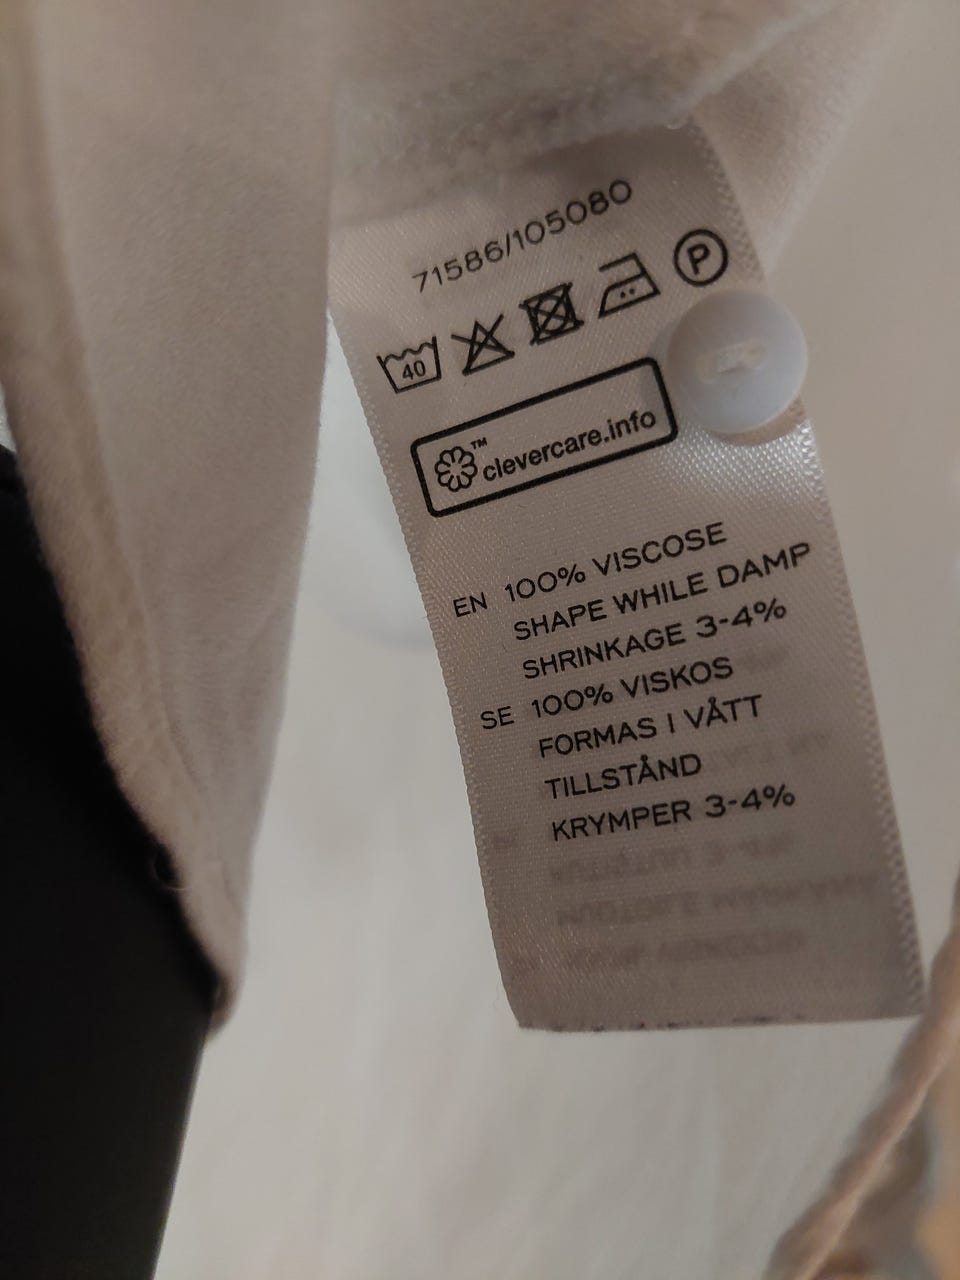 71586/105080
40
P
™
clevercare.info
EN 100% VISCOSE
SHAPE WHILE DAMP
SHRINKAGE 3-4%
SE 100% VISKOS
FORMAS I VÅTT
TILLSTÅND
KRYMPER 3-4%